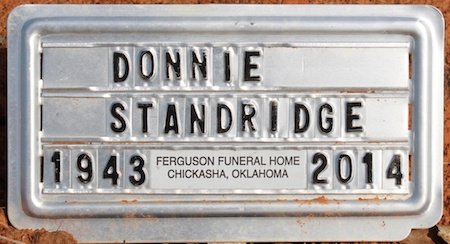 DONNIE
STANDRIDGE
1943 FERGUSON FUNERAL HOME 2014
CHICKASHA, OKLAHOMA